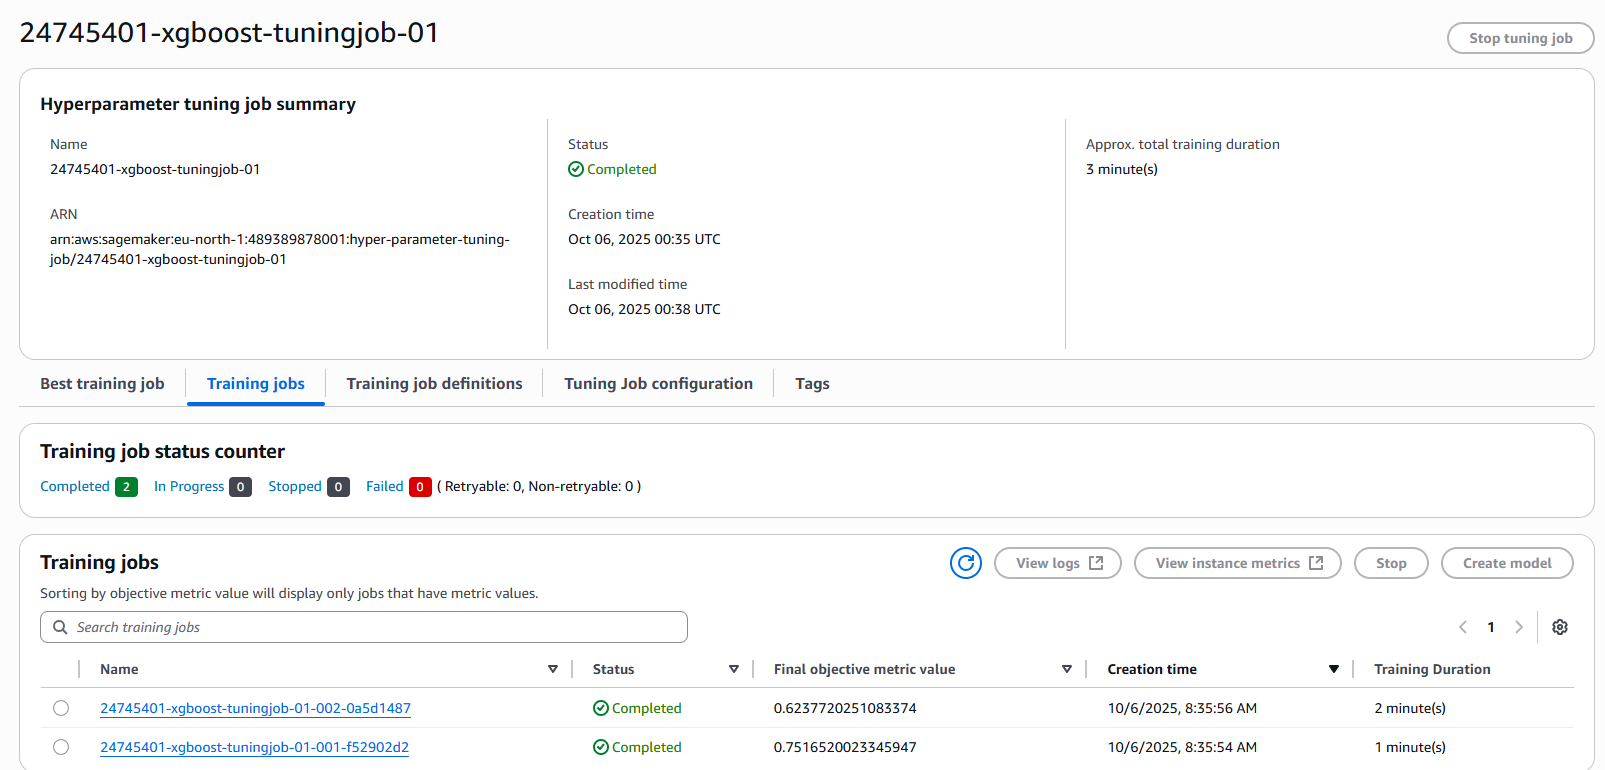 24745401-xgboost-tuningjob-01
Stop tuning job
Hyperparameter tuning job summary
Name
24745401-xgboost-tuningjob-01
ARN
arn:aws:sagemaker:eu-north-1:489389878001:hyper-parameter-tuning-
job/24745401-xgboost-tuningjob-01
Status
Completed
Creation time
Oct 06, 2025 00:35 UTC
Last modified time
Oct 06, 2025 00:38 UTC
Approx. total training duration
3 minute(s)
Best training job Training jobs Training job definitions Tuning Job configuration Tags
Training job status counter
Completed 2 In Progress 0 Stopped 0 Failed 0 ( Retryable: 0, Non-retryable: 0 )
Training jobs
View logs View instance metrics Stop Create model
Sorting by objective metric value will display only jobs that have metric values.
Search training jobs
1
Name Status Final objective metric value Creation time Training Duration
24745401-xgboost-tuningjob-01-002-0a5d1487 Completed 0.6237720251083374 10/6/2025, 8:35:56 AM 2 minute(s)
24745401-xgboost-tuningjob-01-001-f52902d2 Completed 0.7516520023345947 10/6/2025, 8:35:54 AM 1 minute(s)